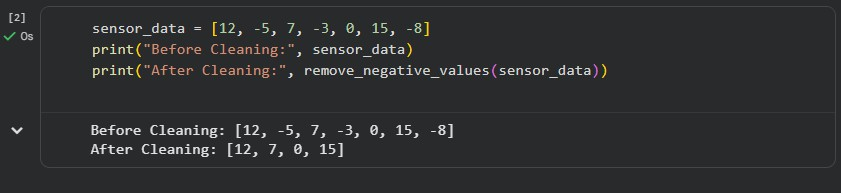 [2]
0s
sensor_data = [12, -5, 7, -3, 0, 15, -8]
print("Before Cleaning:", sensor_data)
print("After Cleaning:", remove_negative_values(sensor_data))
Before Cleaning: [12, -5, 7, -3, 0, 15, -8]
After Cleaning: [12, 7, 0, 15]